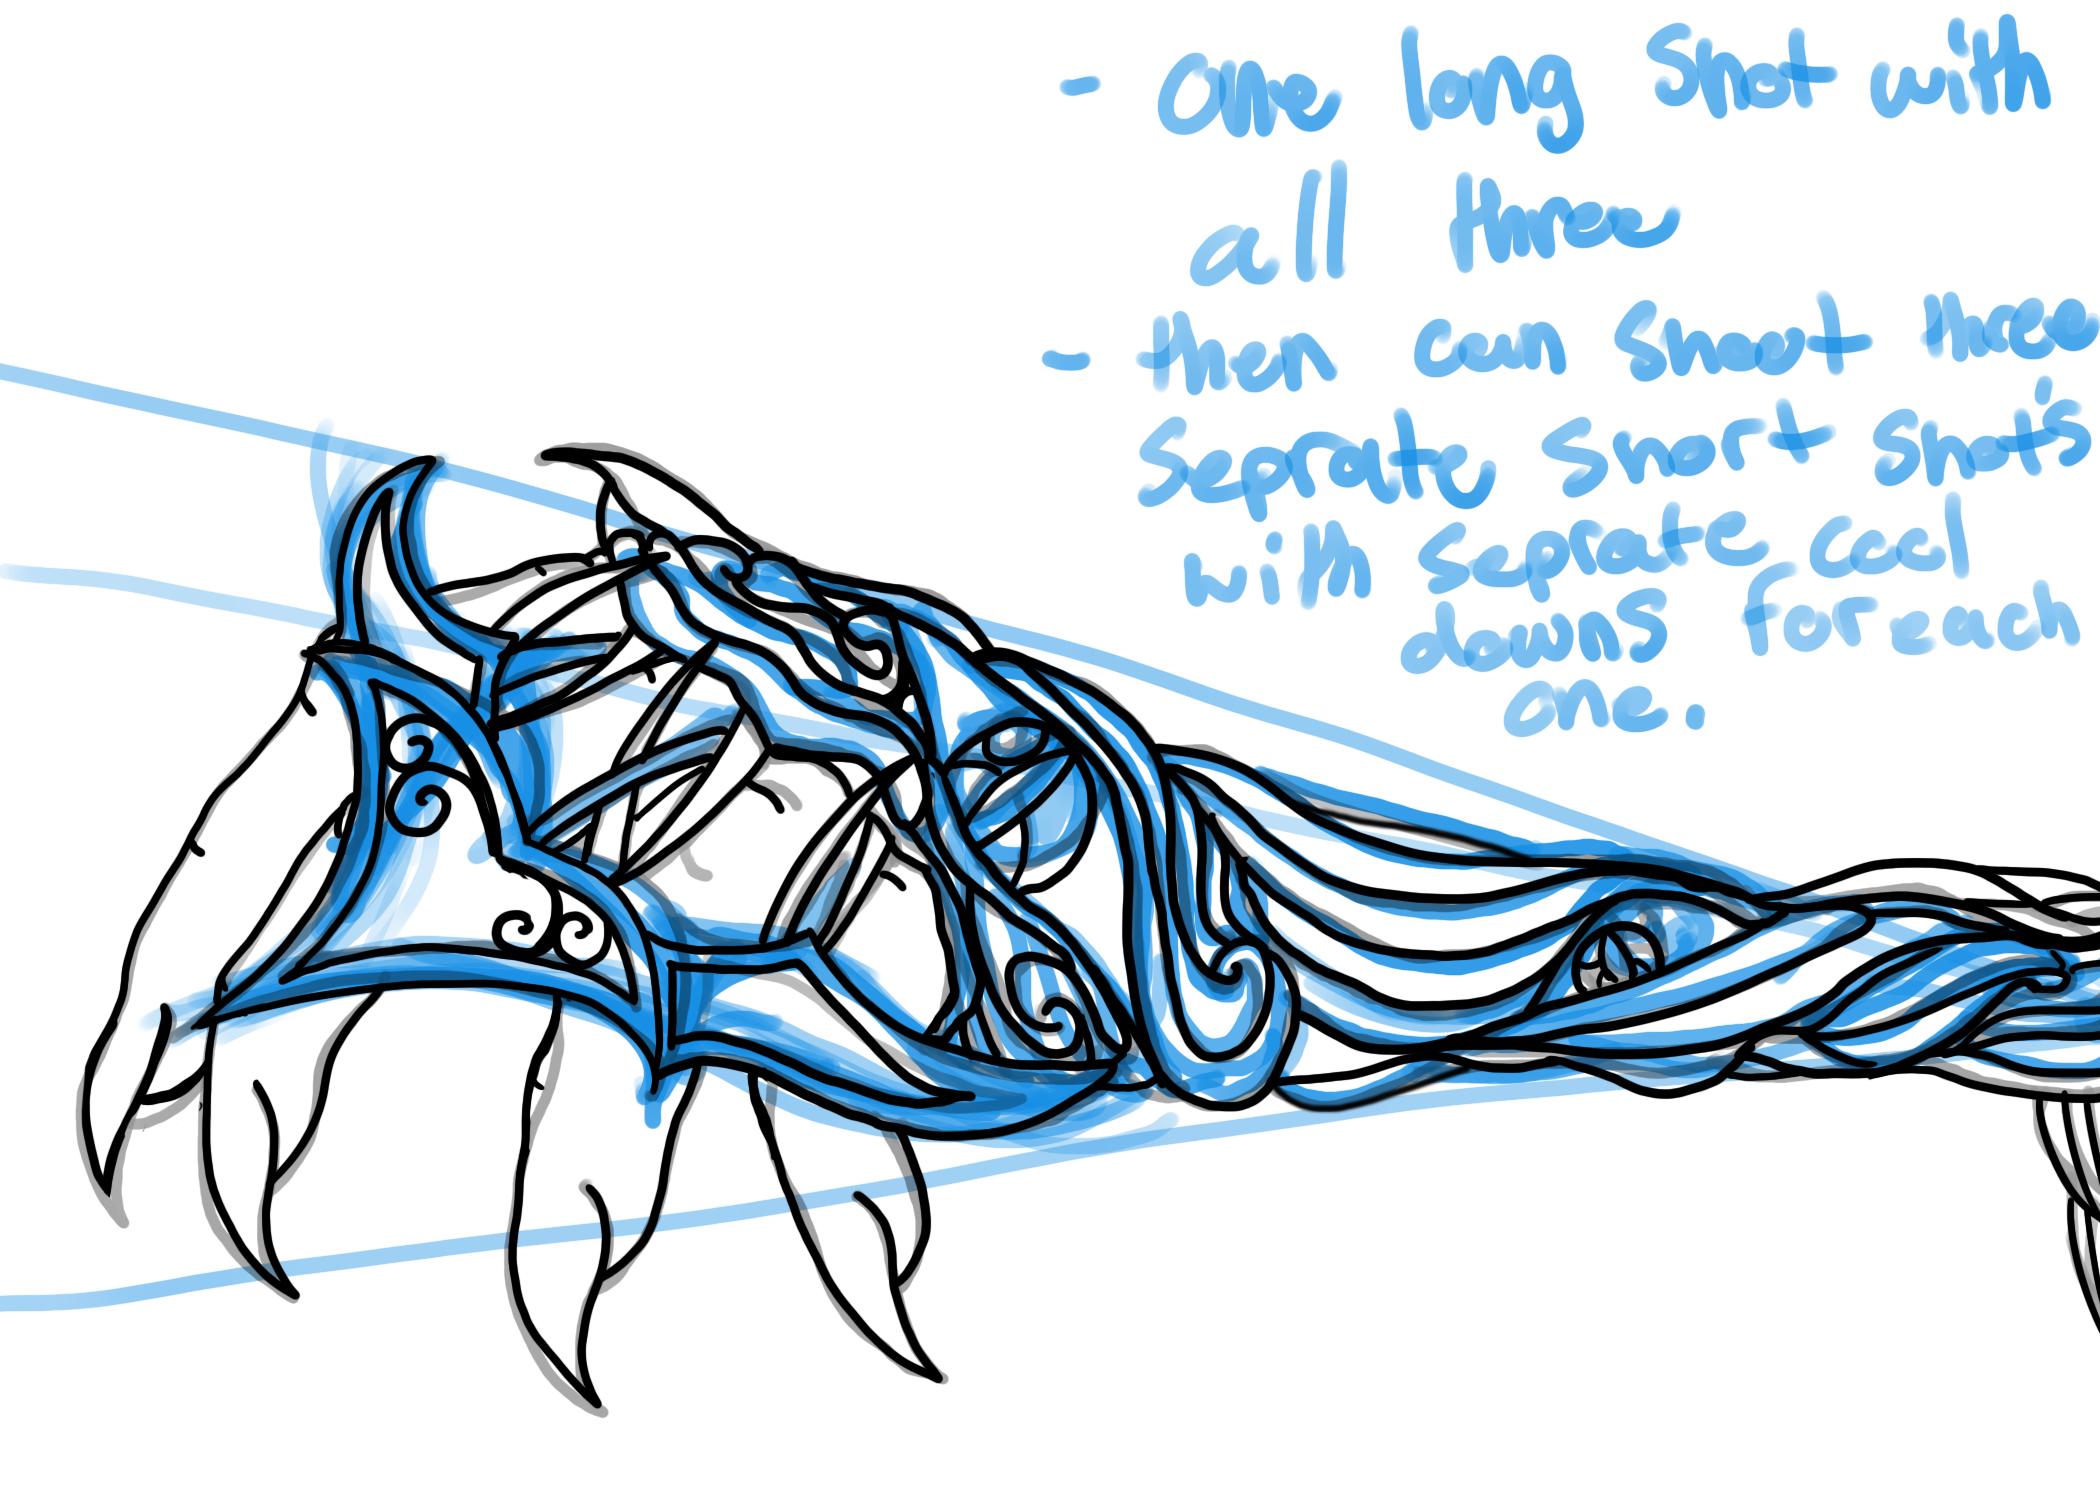 - one long shot with
all three
- then can shoot three
seprate short shot's
with seprate cool
downs for each
one.